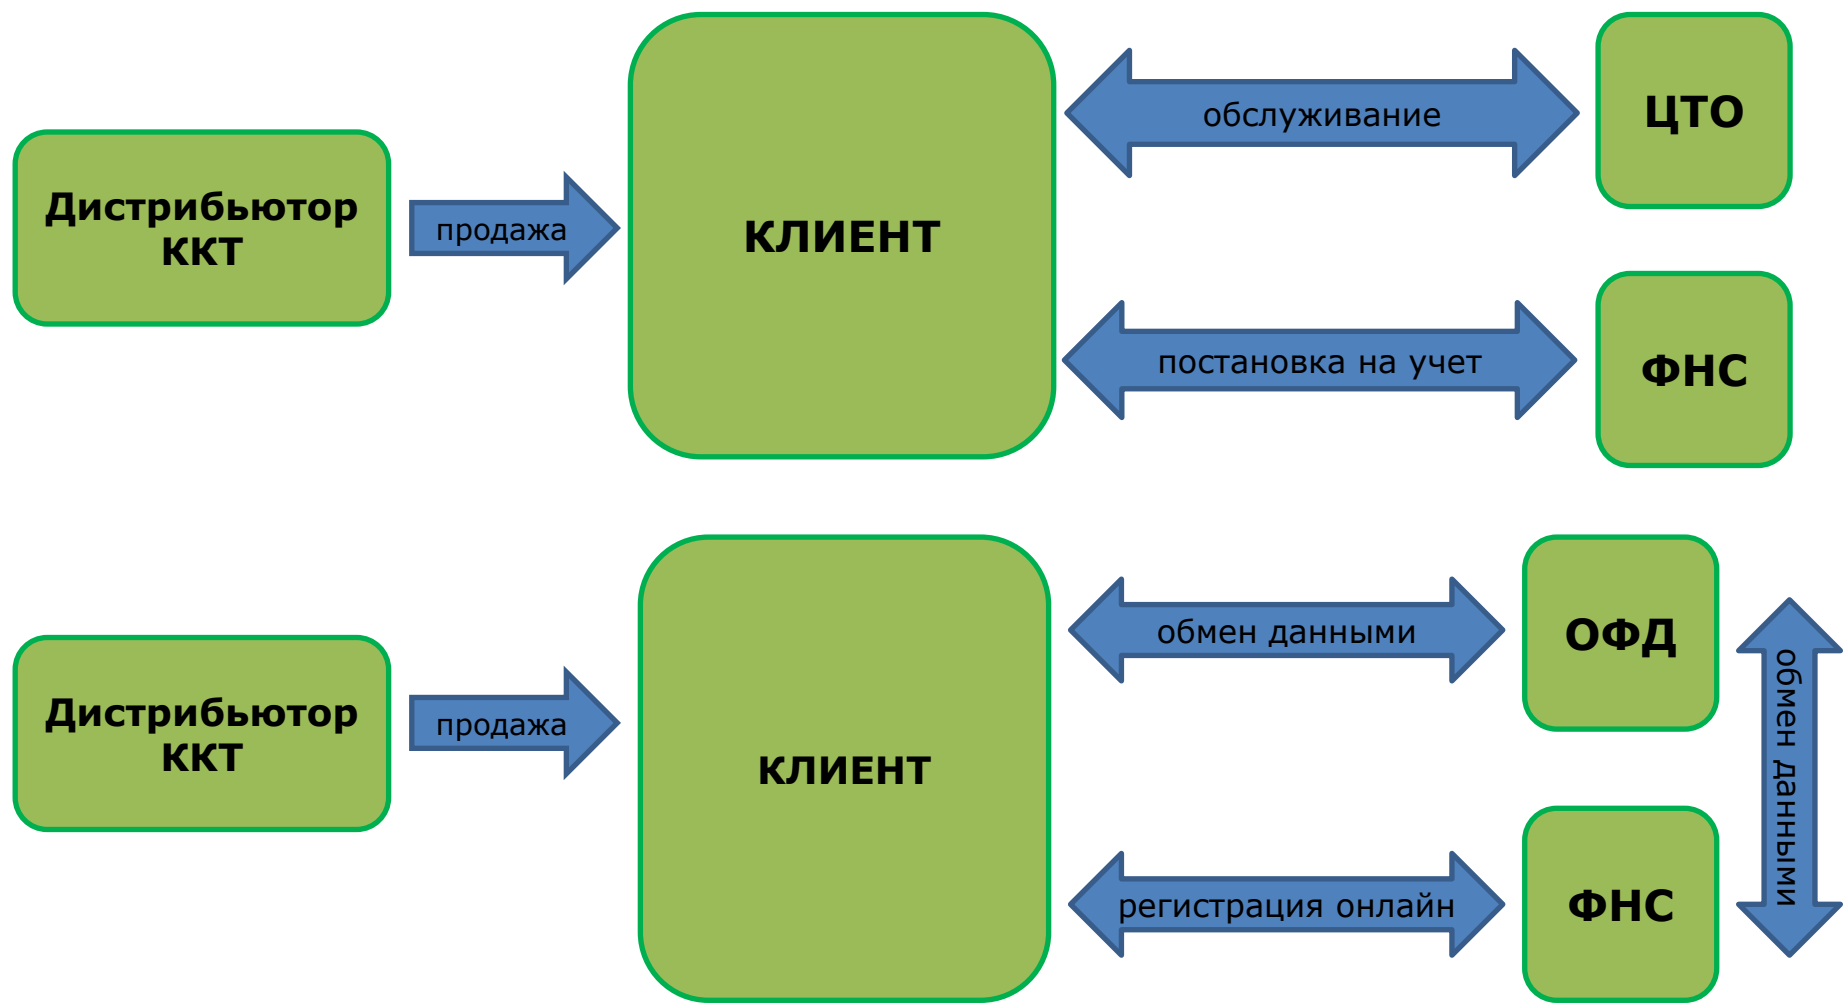 Дистрибьютор
ККТ
продажа
КЛИЕНТ
обслуживание
ЦТО
постановка на учет
ФНС
Дистрибьютор
ККТ
продажа
КЛИЕНТ
обмен данными
ОФД
регистрация онлайн
ФНС
обмен данными